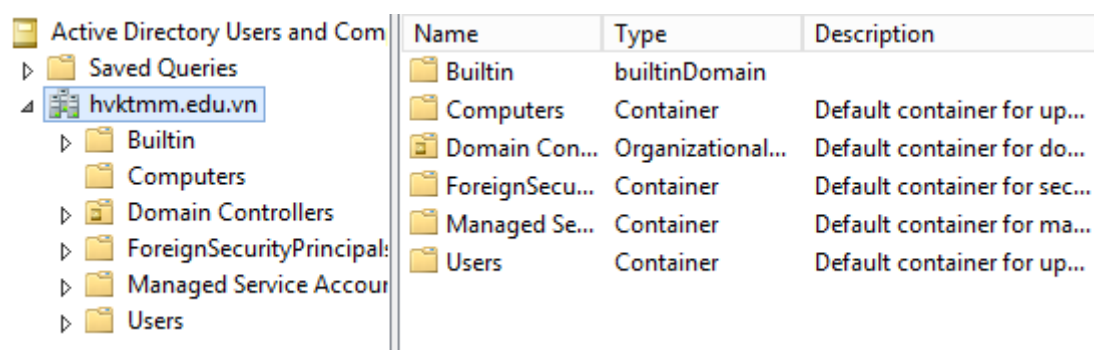 Active Directory Users and Com
Saved Queries
hvktmm.edu.vn
Builtin
Computers
Domain Controllers
ForeignSecurityPrincipals
Managed Service Accour
Users
Name Type Description
Builtin builtinDomain
Computers Container Default container for up...
Domain Con... Organizational... Default container for do...
ForeignSecu... Container Default container for sec...
Managed Se... Container Default container for ma...
Users Container Default container for up...